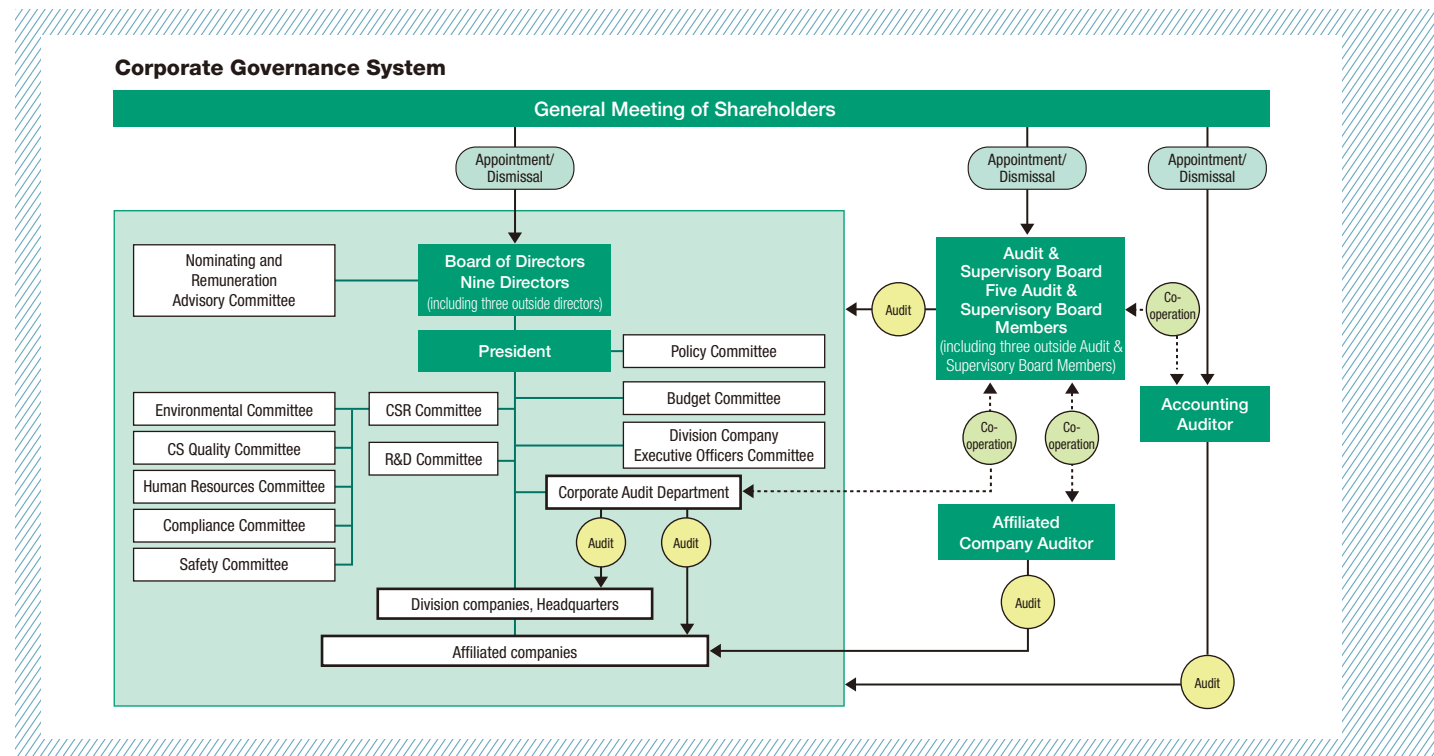 Corporate Governance System
General Meeting of Shareholders
Appointment/
Dismissal
Appointment/
Dismissal
Appointment/
Dismissal
Nominating and
Remuneration
Advisory Committee
Board of Directors
Nine Directors
(including three outside directors)
President
Policy Committee
Budget Committee
Division Company
Executive Officers Committee
CSR Committee
R&D Committee
Environmental Committee
CS Quality Committee
Human Resources Committee
Compliance Committee
Safety Committee
Corporate Audit Department
Audit
Audit
Division companies, Headquarters
Affiliated companies
Audit
Audit &
Supervisory Board
Five Audit &
Supervisory Board
Members
(including three outside Audit &
Supervisory Board Members)
Co-
operation
Accounting
Auditor
Co-
operation
Co-
operation
Affiliated
Company Auditor
Audit
Audit